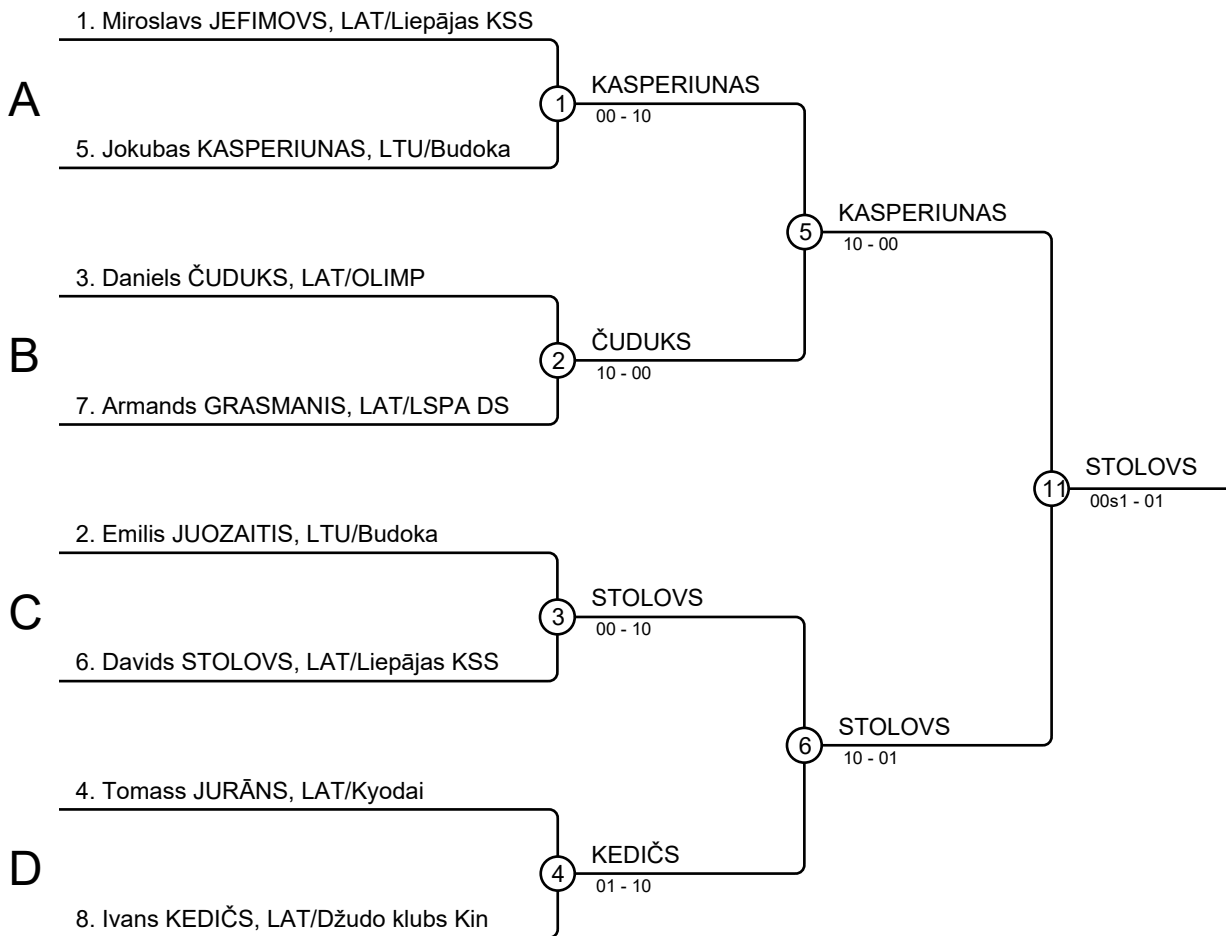 1. Miroslavs JEFIMOVS, LAT/Liepājas KSS
A
1
KASPERIUNAS
00 - 10
5. Jokubas KASPERIUNAS, LTU/Budoka
5
KASPERIUNAS
10 - 00
3. Daniels ČUDUKS, LAT/OLIMP
B
2
ČUDUKS
10 - 00
7. Armands GRASMANIS, LAT/LSPA DS
11
STOLOVS
00s1 - 01
2. Emilis JUOZAITIS, LTU/Budoka
C
3
STOLOVS
00 - 10
6. Davids STOLOVS, LAT/Liepājas KSS
6
STOLOVS
10 - 01
4. Tomass JURĀNS, LAT/Kyodai
D
4
KEDIČS
01 - 10
8. Ivans KEDIČS, LAT/Džudo klubs Kin